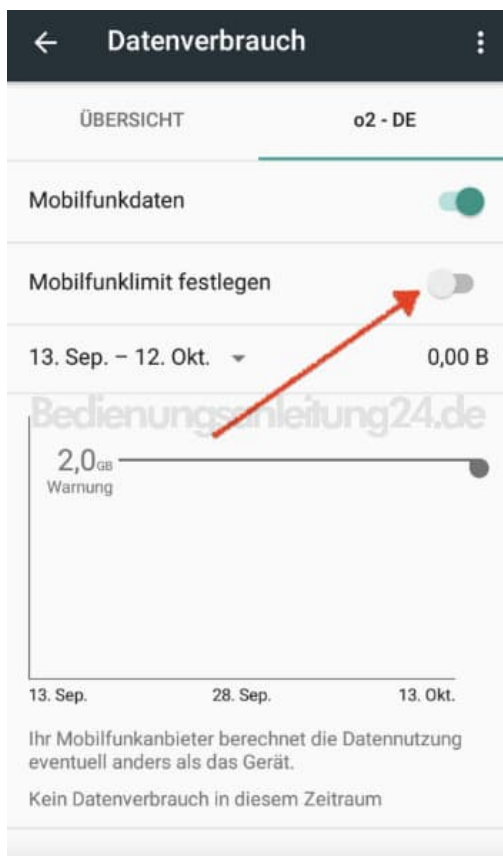 Datenverbrauch
ÜBERSICHT
o2 - DE
Mobilfunkdaten
Mobilfunklimit festlegen
13. Sep. – 12. Okt.
0,00 B
Bedienungsanleitung24.de
2,0 GB
Warnung
13. Sep.
28. Sep.
13. Okt.
Ihr Mobilfunkanbieter berechnet die Datennutzung
eventuell anders als das Gerät.
Kein Datenverbrauch in diesem Zeitraum